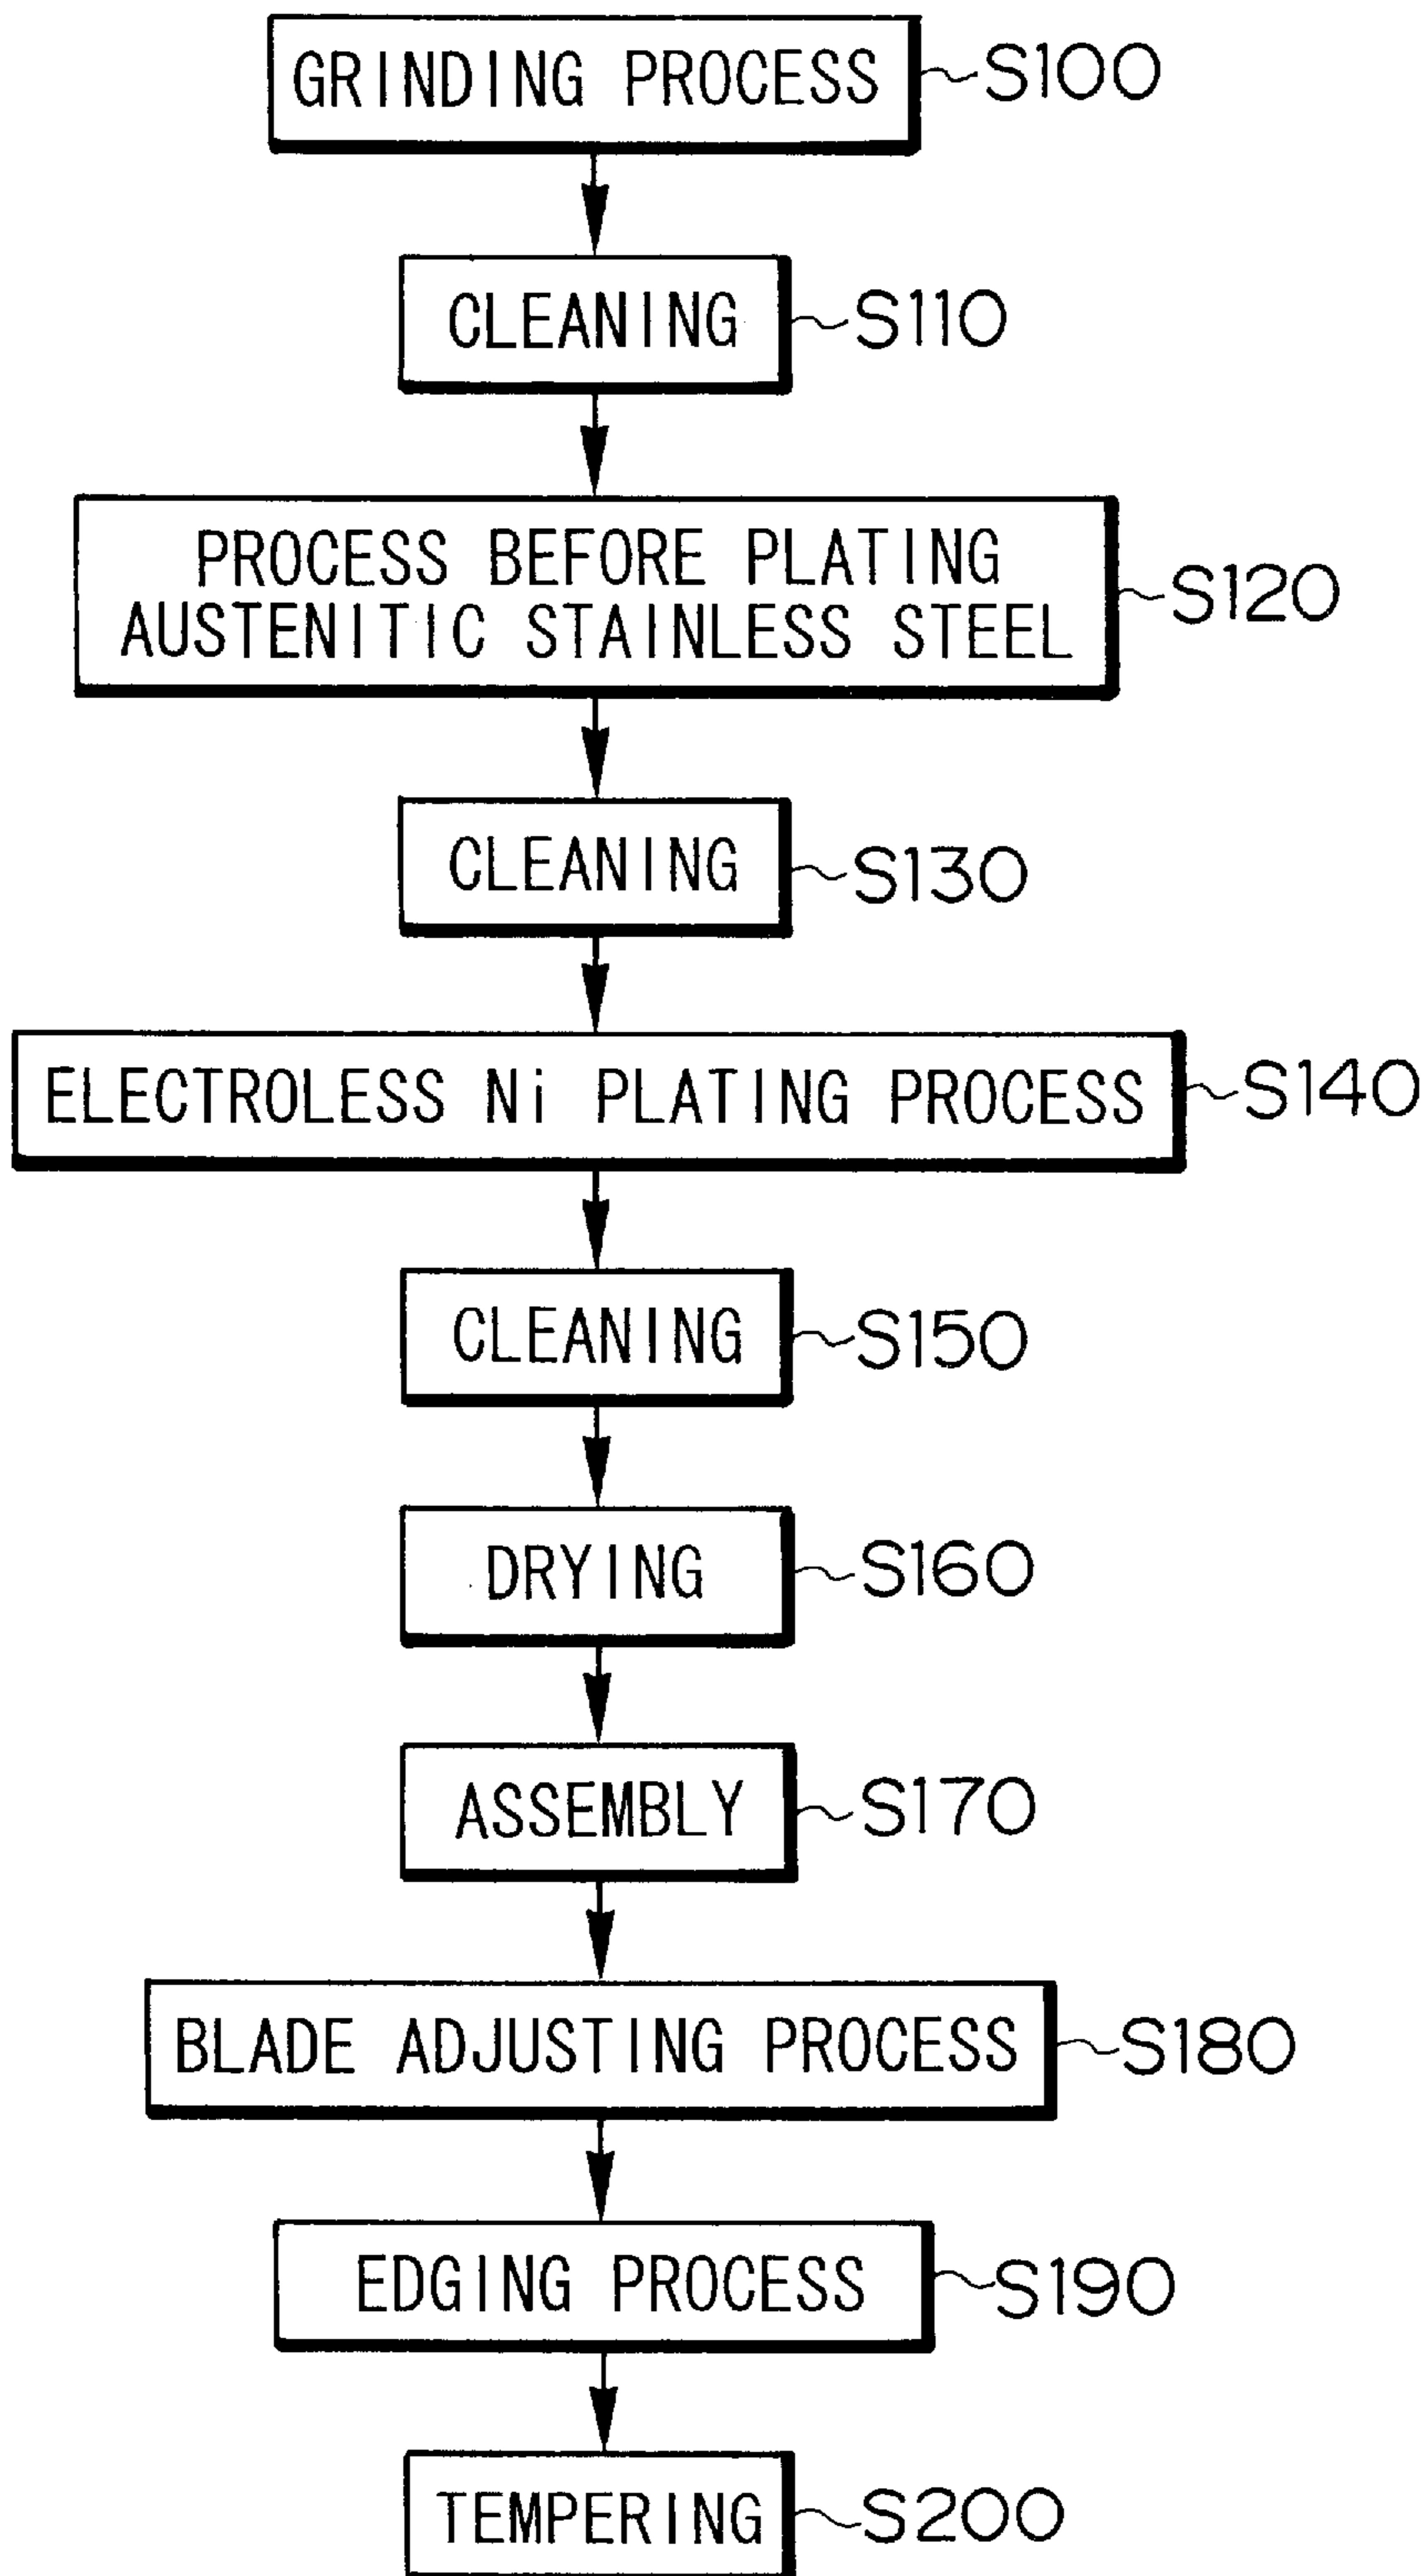 GRINDING PROCESS S100
CLEANING S110
PROCESS BEFORE PLATING
AUSTENITIC STAINLESS STEEL S120
CLEANING S130
ELECTROLESS Ni PLATING PROCESS S140
CLEANING S150
DRYING S160
ASSEMBLY S170
BLADE ADJUSTING PROCESS S180
EDGING PROCESS S190
TEMPERING S200